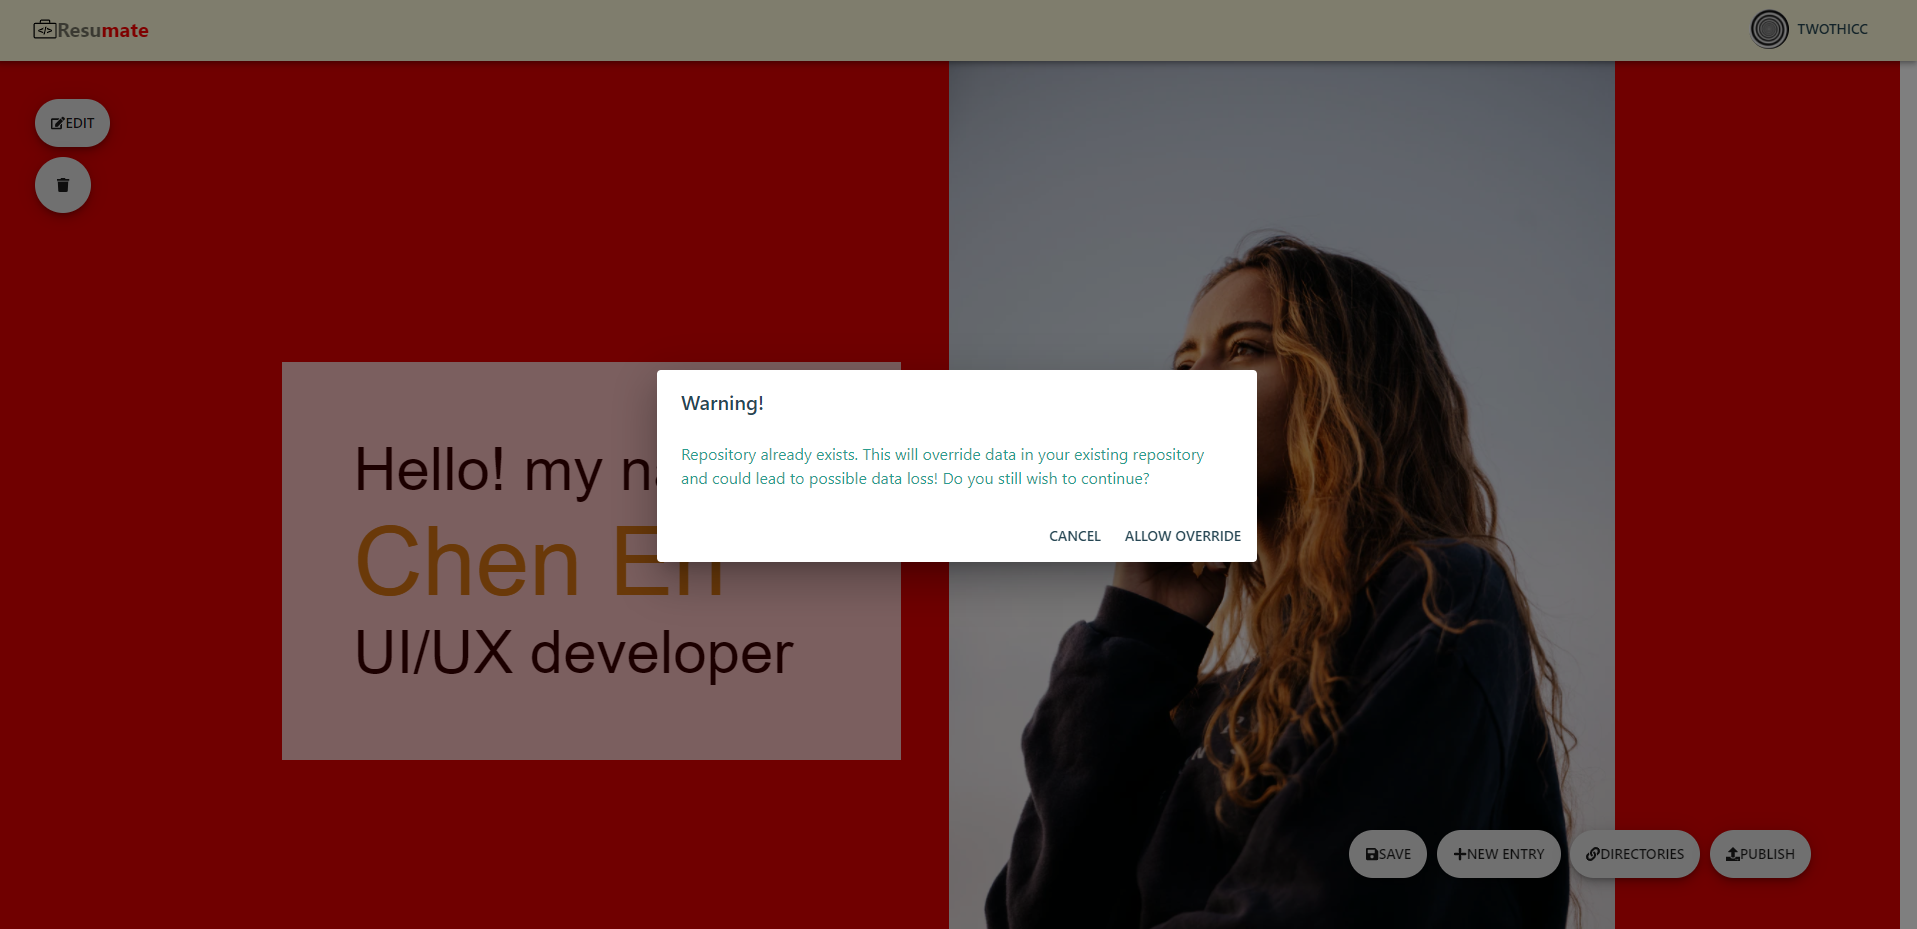 Resumate
TWOTHICC
EDIT
Warning!
Repository already exists. This will override data in your existing repository
and could lead to possible data loss! Do you still wish to continue?
CANCEL ALLOW OVERRIDE
Hello! my
Chen En
UI/UX developer
SAVE NEW ENTRY DIRECTORIES PUBLISH